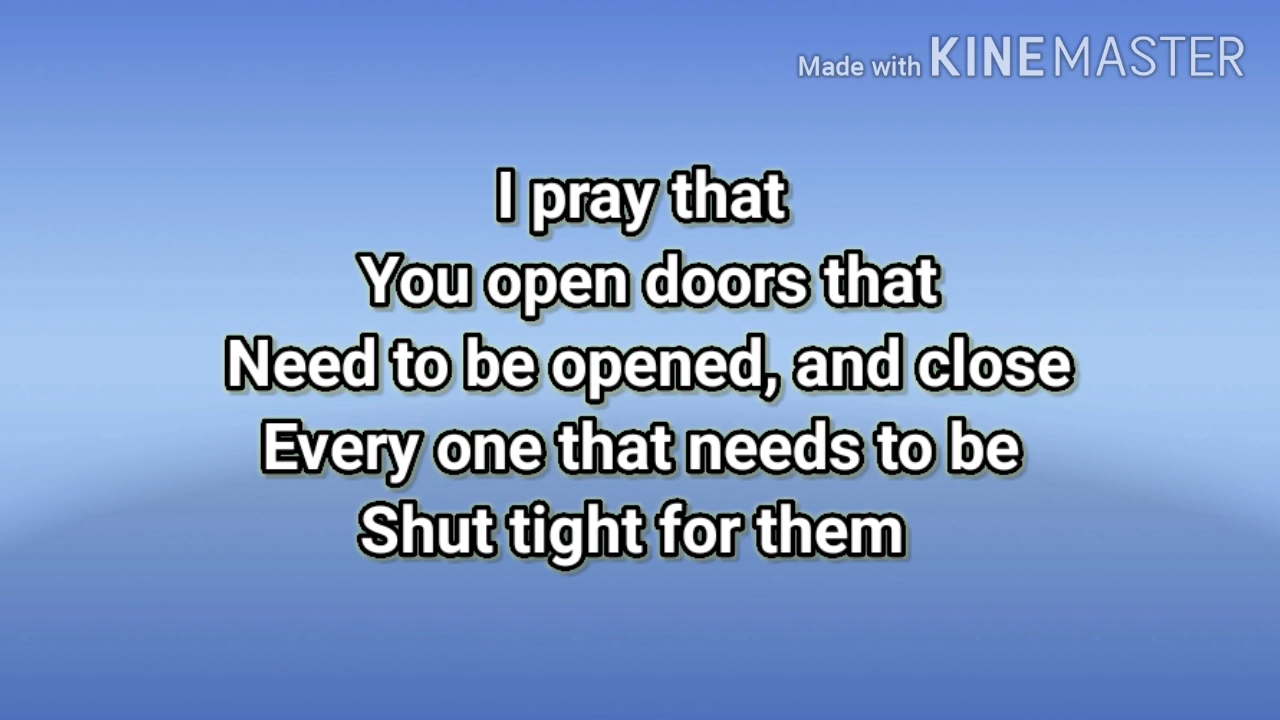 Made with KINEMASTER
I pray that
You open doors that
Need to be opened, and close
Every one that needs to be
Shut tight for them